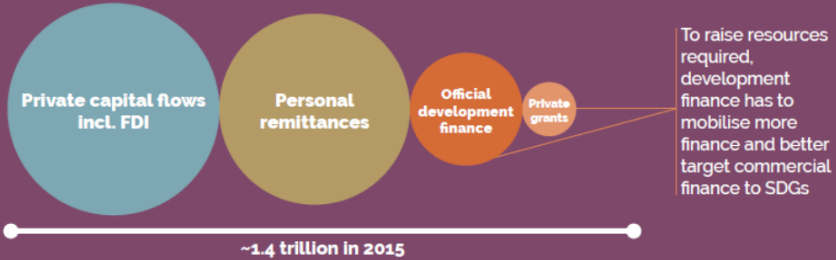 Private capital flows
incl. FDI
Personal
remittances
Official
development
finance
Private
grants
To raise resources
required,
development
finance has to
mobilise more
finance and better
target commercial
finance to SDGs
~1.4 trillion in 2015